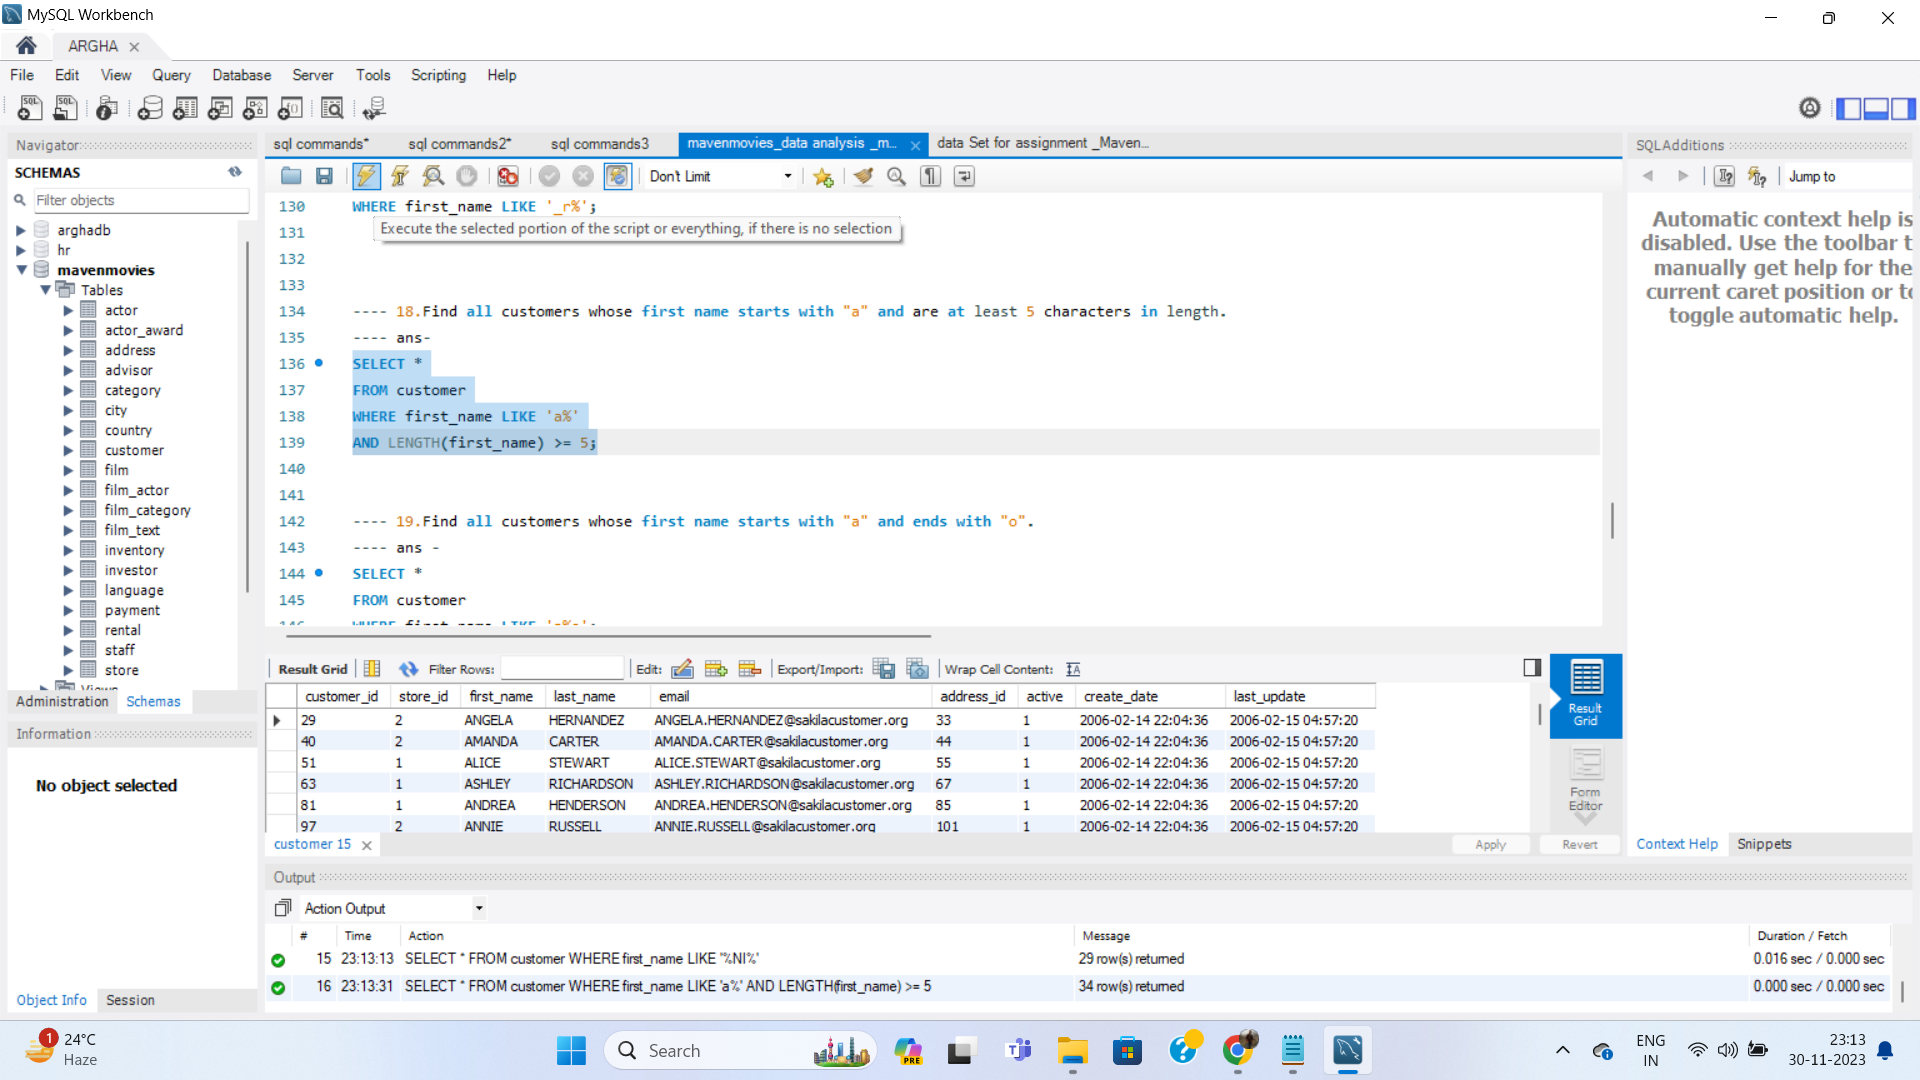 MySQL Workbench
ARGHA
File Edit View Query Database Server Tools Scripting Help
Navigator
SCHEMAS
Filter objects
arghadb
hr
mavenmovies
Tables
actor
actor_award
address
advisor
category
city
country
customer
film
film_actor
film_category
film_text
inventory
investor
language
payment
rental
staff
store
Views
Administration Schemas
Information
No object selected
Object Info Session
sql commands* sql commands2* sql commands3 mavenmovies_data analysis _m... data Set for assignment _Maven...
Don't Limit
130 WHERE first_name LIKE '_r%';
131
Execute the selected portion of the script or everything, if there is no selection
132
133
134 ---- 18.Find all customers whose first name starts with "a" and are at least 5 characters in length.
135 ---- ans-
136 SELECT *
137 FROM customer
138 WHERE first_name LIKE 'a%'
139 AND LENGTH(first_name) >= 5;
140
141
142 ---- 19.Find all customers whose first name starts with "a" and ends with "o".
143 ---- ans -
144 SELECT *
145 FROM customer
146 WHERE first_name LIKE 'a%o';
Result Grid Filter Rows: Edit: Export/Import: Wrap Cell Content:
customer_id store_id first_name last_name email address_id active create_date last_update
29 2 ANGELA HERNANDEZ ANGELA.HERNANDEZ@sakilacustomer.org 33 1 2006-02-14 22:04:36 2006-02-15 04:57:20
40 2 AMANDA CARTER AMANDA.CARTER@sakilacustomer.org 44 1 2006-02-14 22:04:36 2006-02-15 04:57:20
51 1 ALICE STEWART ALICE.STEWART@sakilacustomer.org 55 1 2006-02-14 22:04:36 2006-02-15 04:57:20
63 1 ASHLEY RICHARDSON ASHLEY.RICHARDSON@sakilacustomer.org 67 1 2006-02-14 22:04:36 2006-02-15 04:57:20
81 1 ANDREA HENDERSON ANDREA.HENDERSON@sakilacustomer.org 85 1 2006-02-14 22:04:36 2006-02-15 04:57:20
97 2 ANNIE RUSSELL ANNIE.RUSSELL@sakilacustomer.org 101 1 2006-02-14 22:04:36 2006-02-15 04:57:20
Result
Grid
Form
Editor
customer 15
Apply Revert
SQLAdditions
Jump to
Automatic context help is
disabled. Use the toolbar t
manually get help for the
current caret position or to
toggle automatic help.
Context Help Snippets
Output
Action Output
# Time Action Message Duration / Fetch
15 23:13:13 SELECT * FROM customer WHERE first_name LIKE '%NI%' 29 row(s) returned 0.016 sec / 0.000 sec
16 23:13:31 SELECT * FROM customer WHERE first_name LIKE 'a%' AND LENGTH(first_name) >= 5 34 row(s) returned 0.000 sec / 0.000 sec
1
24°C
Haze
Search
PRE
ENG
IN
23:13
30-11-2023